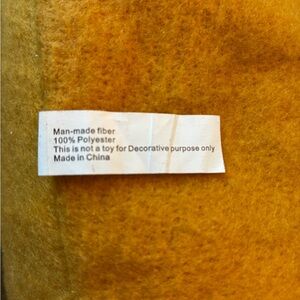 Man-made fiber
100% Polyester
This is not a toy for Decorative purpose only
Made in China